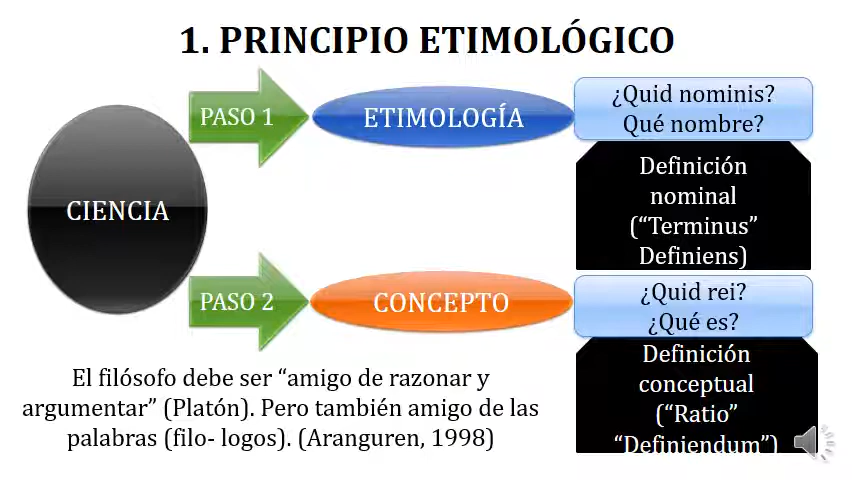 1. PRINCIPIO ETIMOLÓGICO
CIENCIA
PASO 1
ETIMOLOGÍA
¿Quid nominis?
Qué nombre?
Definición
nominal
(“Terminus”
Definiens)
PASO 2
CONCEPTO
¿Quid rei?
¿Qué es?
Definición
conceptual
(“Ratio”
“Definiendum”)
El filósofo debe ser “amigo de razonar y
argumentar” (Platón). Pero también amigo de las
palabras (filo- logos). (Aranguren, 1998)